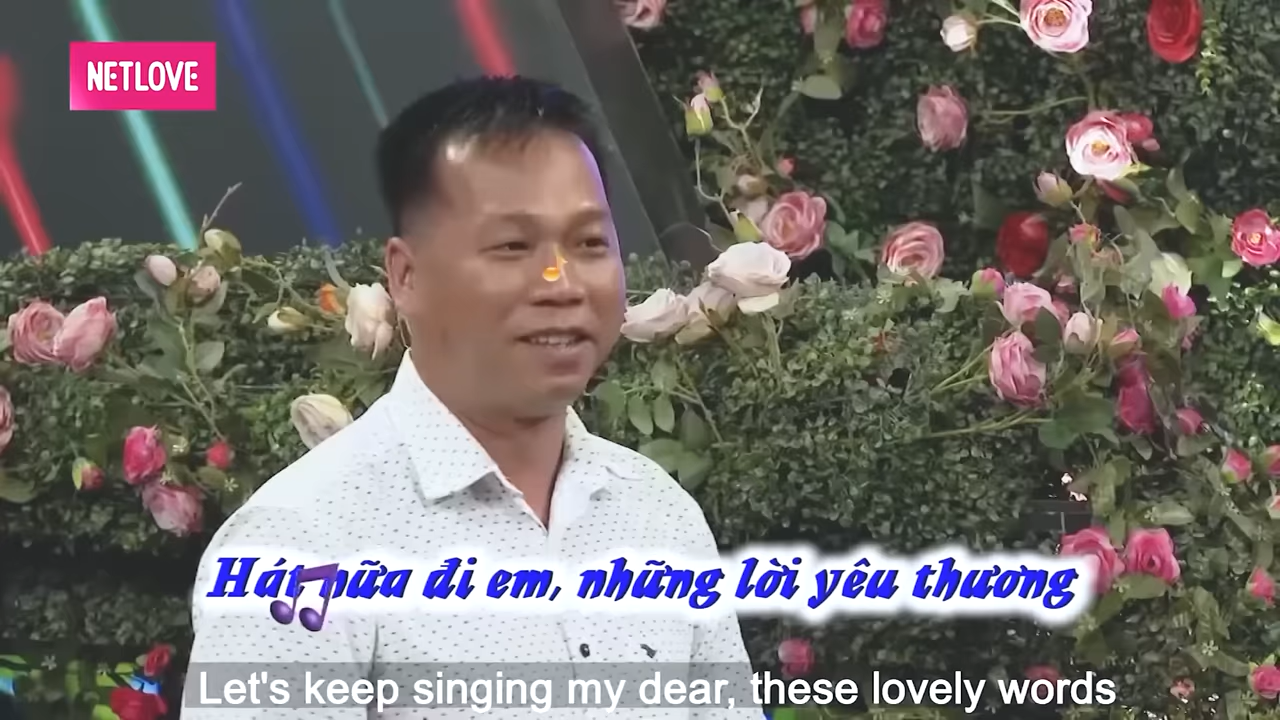 NETLOVE
Hát nữa đi em, những lời yêu thương
Let's keep singing my dear, these lovely words